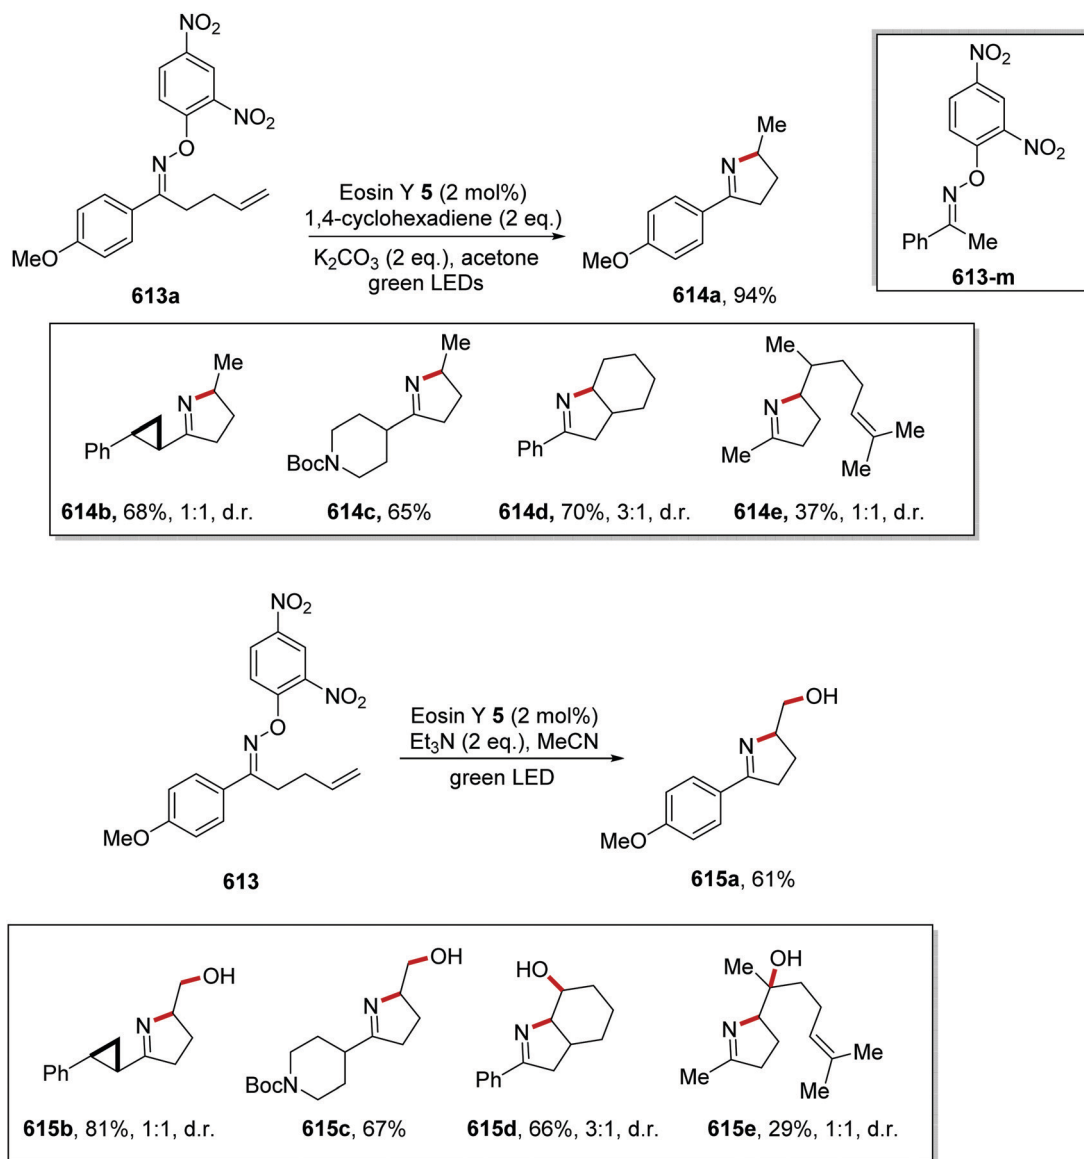 NO₂
NO₂
O
N
MeO
613a
Eosin Y 5 (2 mol%)
1,4-cyclohexadiene (2 eq.)
K₂CO₃ (2 eq.), acetone
green LEDs
Me
N
MeO
614a, 94%
NO₂
NO₂
O
N
Ph
Me
613-m
Me
N
Ph
614b, 68%, 1:1, d.r.
Me
N
BocN
614c, 65%
N
Ph
614d, 70%, 3:1, d.r.
Me
N
Me
Me
Me
614e, 37%, 1:1, d.r.
NO₂
NO₂
O
N
MeO
613
Eosin Y 5 (2 mol%)
Et₃N (2 eq.), MeCN
green LED
OH
N
MeO
615a, 61%
OH
N
Ph
615b, 81%, 1:1, d.r.
OH
N
BocN
615c, 67%
HO
N
Ph
615d, 66%, 3:1, d.r.
Me OH
N
Me
Me
Me
615e, 29%, 1:1, d.r.